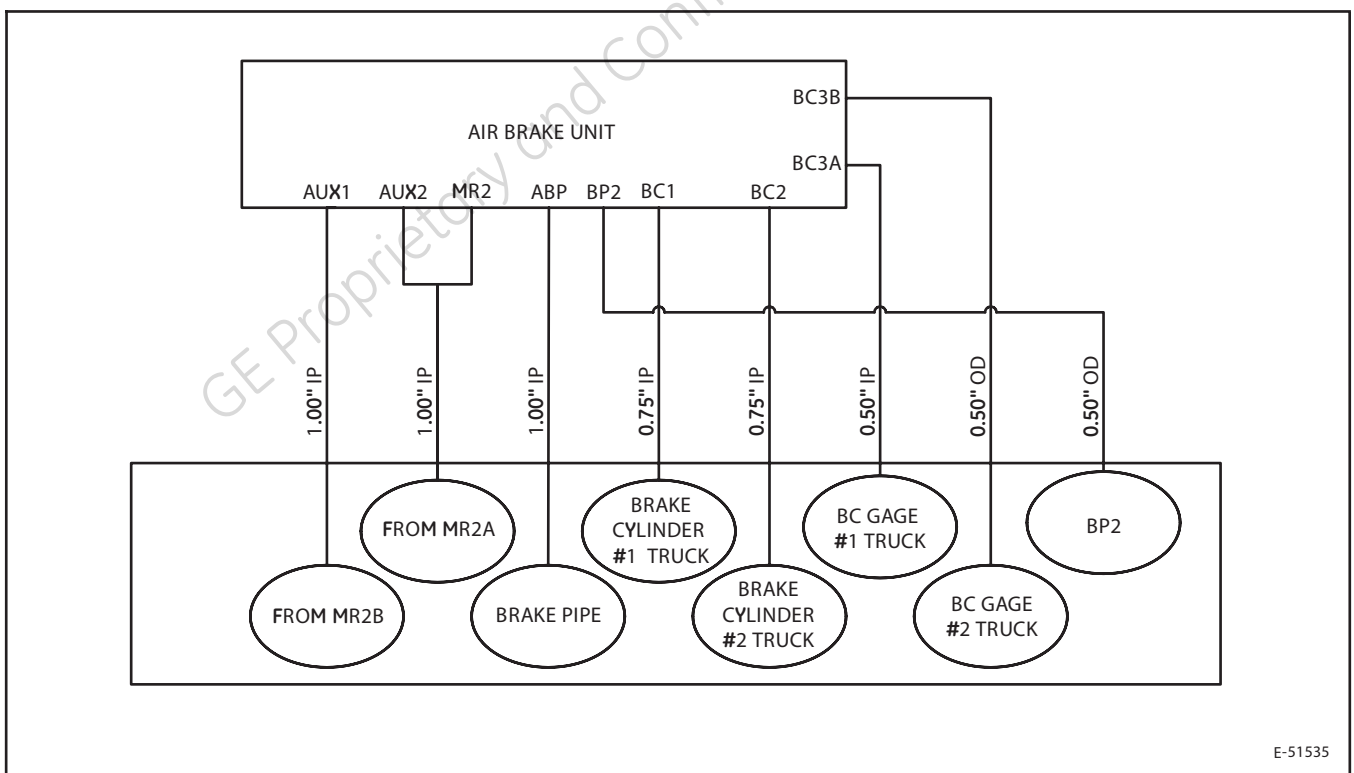 GE Proprietary and Con
BC3B
AIR BRAKE UNIT
BC3A
AUX1 AUX2 MR2 ABP BP2 BC1 BC2
1.00" IP
1.00" IP
1.00" IP
0.75" IP
0.75" IP
0.50" IP
0.50" OD
0.50" OD
FROM MR2B
FROM MR2A
BRAKE PIPE
BRAKE
CYLINDER
#1 TRUCK
BRAKE
CYLINDER
#2 TRUCK
BC GAGE
#1 TRUCK
BC GAGE
#2 TRUCK
BP2
E-51535